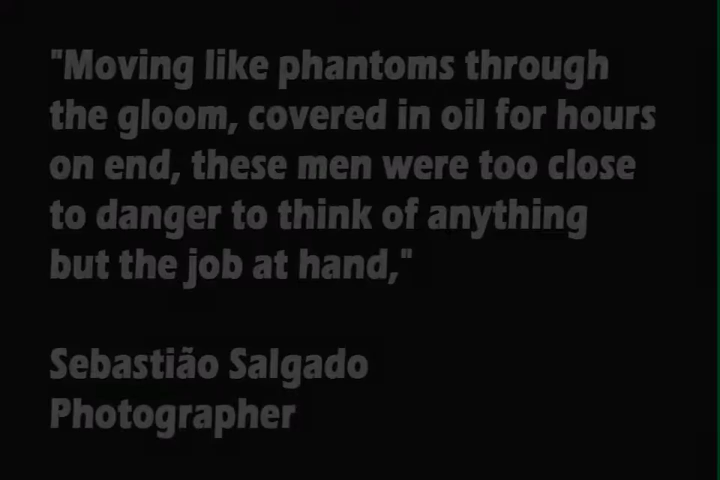 "Moving like phantoms through
the gloom, covered in oil for hours
on end, these men were too close
to danger to think of anything
but the job at hand,"
Sebastião Salgado
Photographer